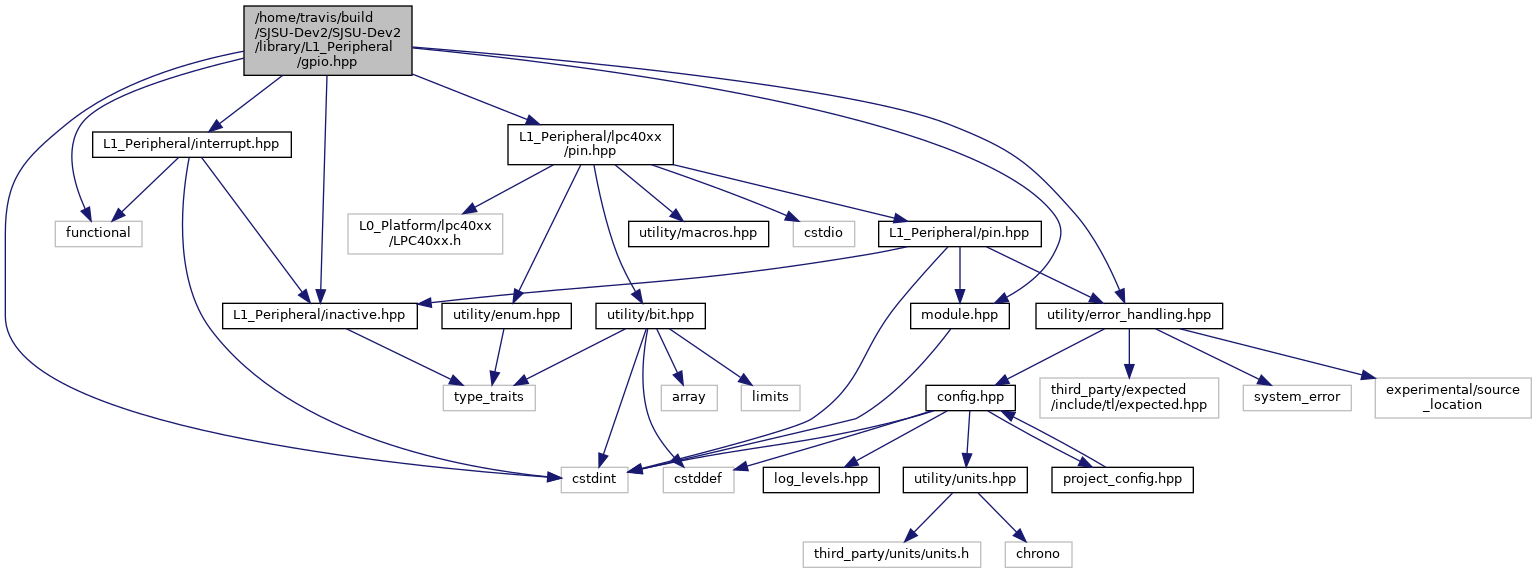 /home/travis/build
/SJSU-Dev2/SJSU-Dev2
/library/L1_Peripheral
/gpio.hpp
L1_Peripheral/interrupt.hpp
L1_Peripheral/lpc40xx
/pin.hpp
functional
L0_Platform/lpc40xx
/LPC40xx.h
utility/macros.hpp
cstdio
L1_Peripheral/pin.hpp
L1_Peripheral/inactive.hpp
utility/enum.hpp
utility/bit.hpp
module.hpp
utility/error_handling.hpp
type_traits
array
limits
config.hpp
third_party/expected
/include/tl/expected.hpp
system_error
experimental/source
_location
cstdint
cstddef
log_levels.hpp
utility/units.hpp
project_config.hpp
third_party/units/units.h
chrono